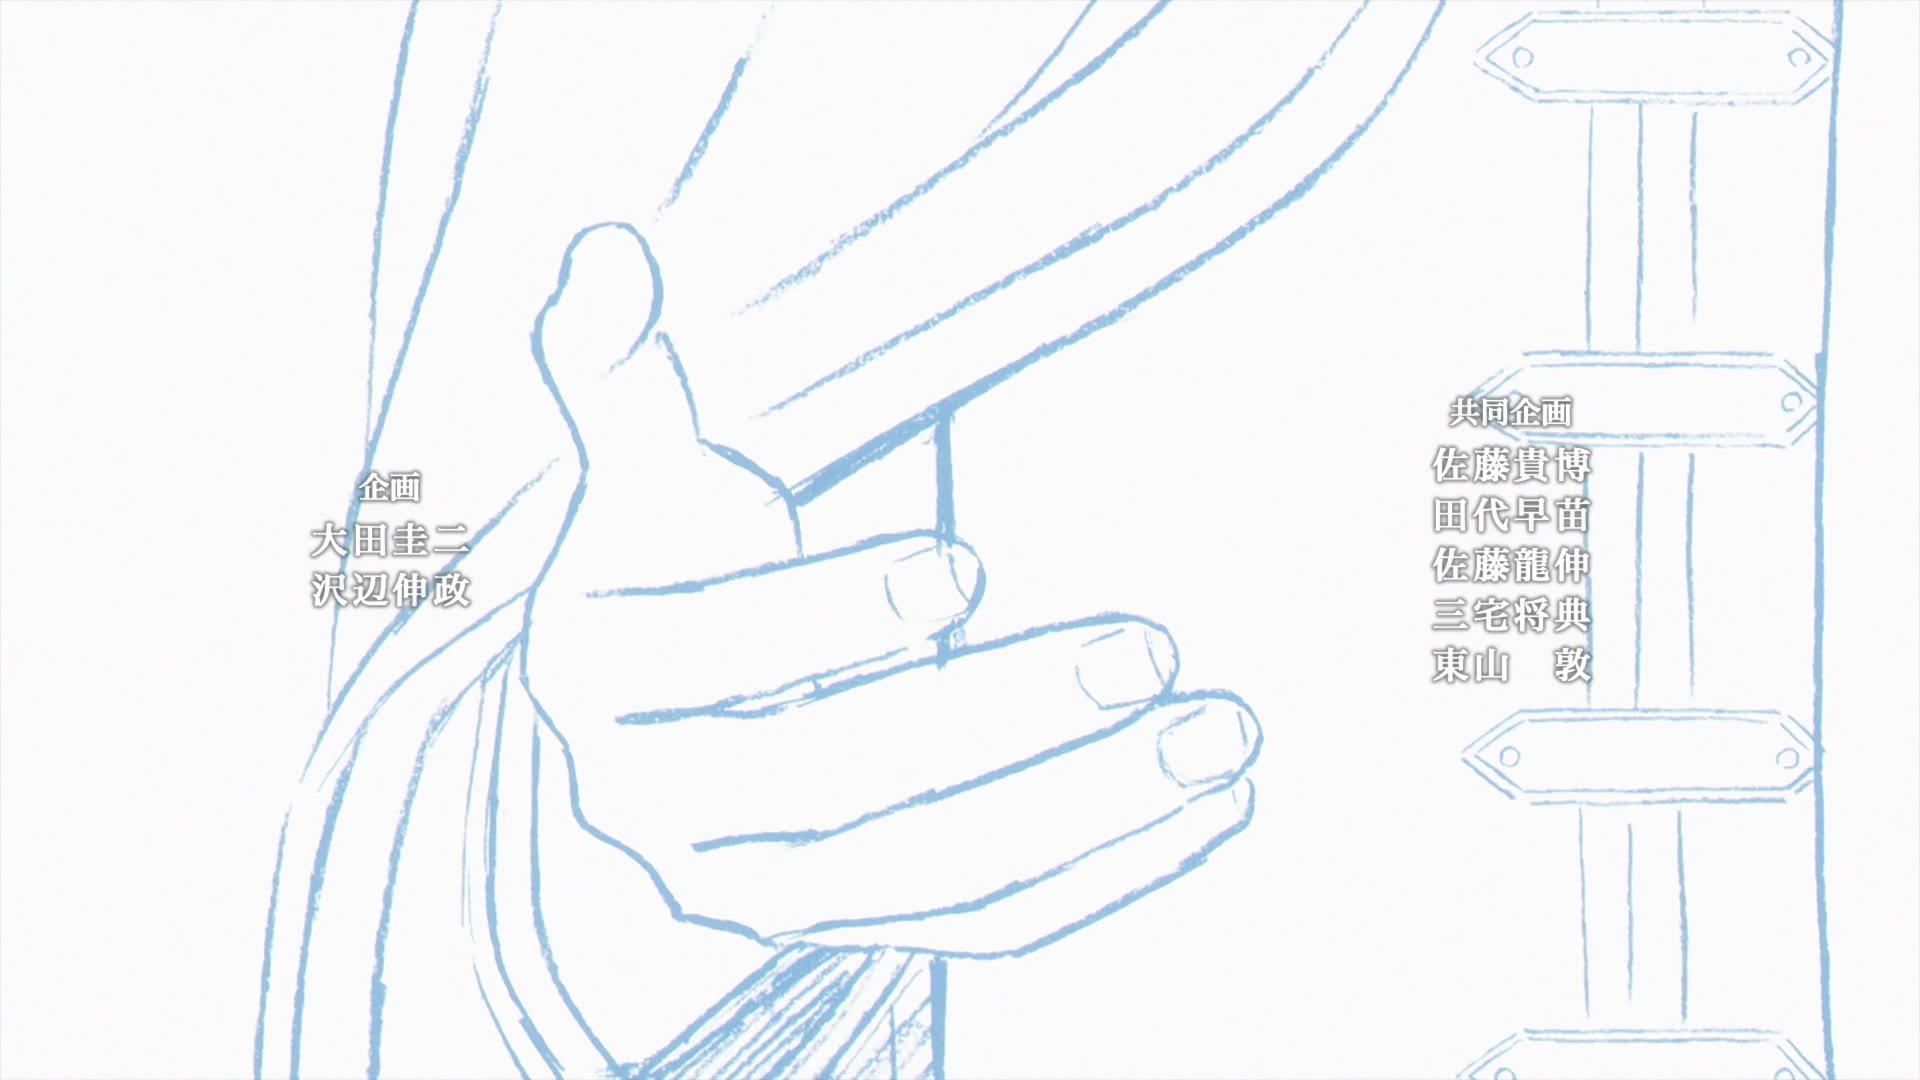 企画
大田圭二
沢辺伸政
共同企画
佐藤貴博
田代早苗
佐藤龍伸
三宅将典
東山　敦